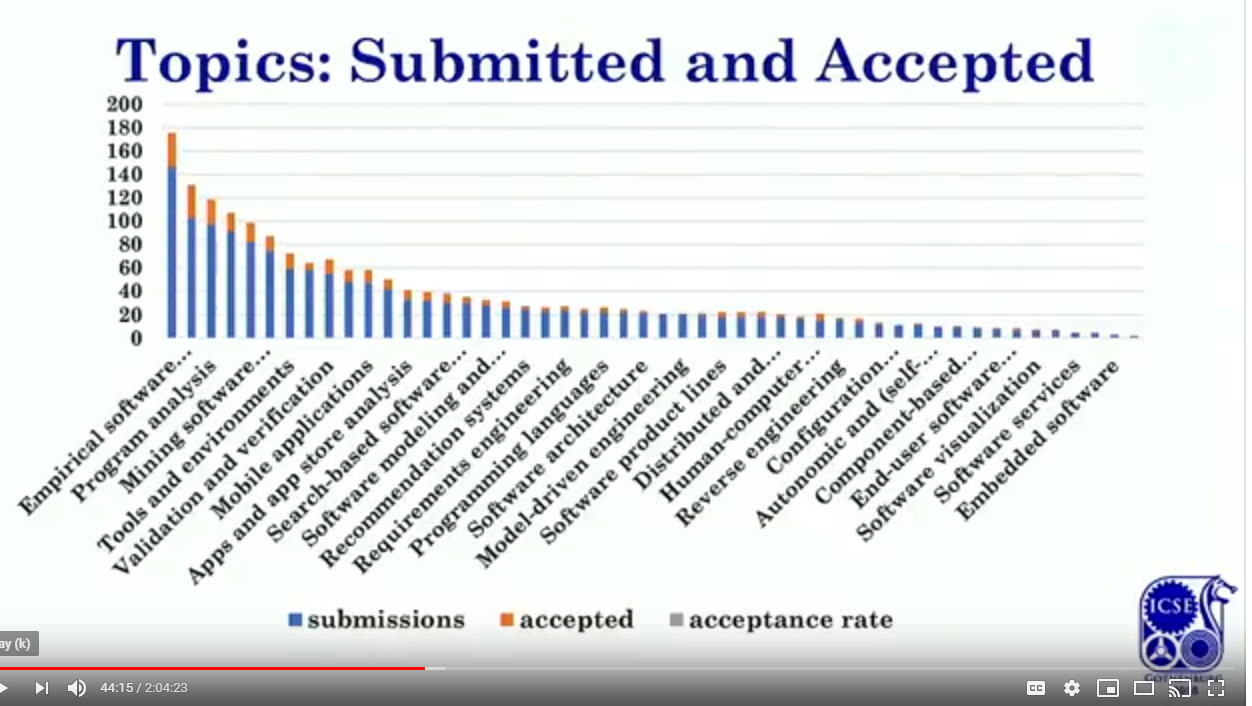 Topics: Submitted and Accepted
200
180
160
140
120
100
80
60
40
20
0
Empirical software...
Program analysis
Mining software...
Tools and environments
Validation and verification
Mobile applications
Apps and app store analysis
Search-based software...
Software modeling and...
Recommendation systems
Requirements engineering
Programming languages
Software architecture
Model-driven engineering
Software product lines
Distributed and...
Human-computer...
Reverse engineering
Configuration...
Autonomic and (self-...
Component-based...
End-user software...
Software visualization
Software services
Embedded software
submissions accepted acceptance rate
ICSE
ay (k)
44:15 / 2:04:23
CC